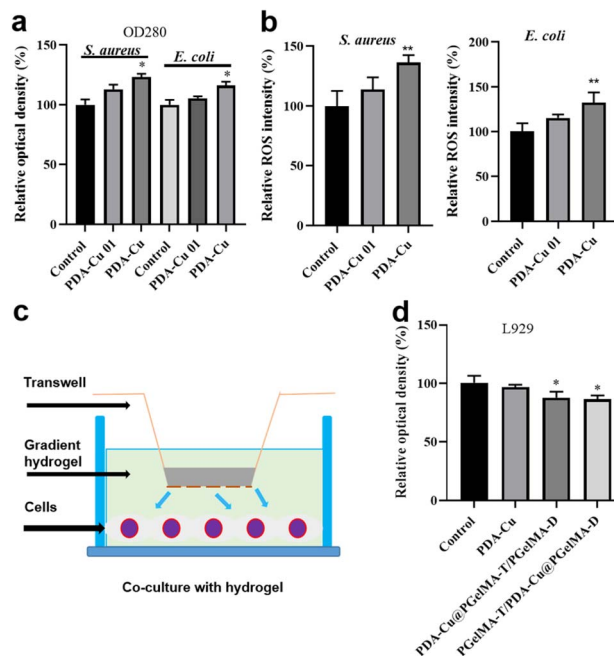 a
OD280
S. aureus
E. coli
*
*
Relative optical density (%)
150
100
50
0
Control
PDA-Cu 01
PDA-Cu
Control
PDA-Cu 01
PDA-Cu
b
S. aureus
**
Relative ROS intensity (%)
150
100
50
0
Control
PDA-Cu 01
PDA-Cu
E. coli
**
Relative ROS intensity (%)
200
150
100
50
0
Control
PDA-Cu 01
PDA-Cu
c
Transwell
Gradient
hydrogel
Cells
Co-culture with hydrogel
d
L929
*
*
Relative optical density (%)
150
100
50
0
Control
PDA-Cu
PDA-Cu@PGelMA-T/PGelMA-D
PGelMA-T/PDA-Cu@PGelMA-D